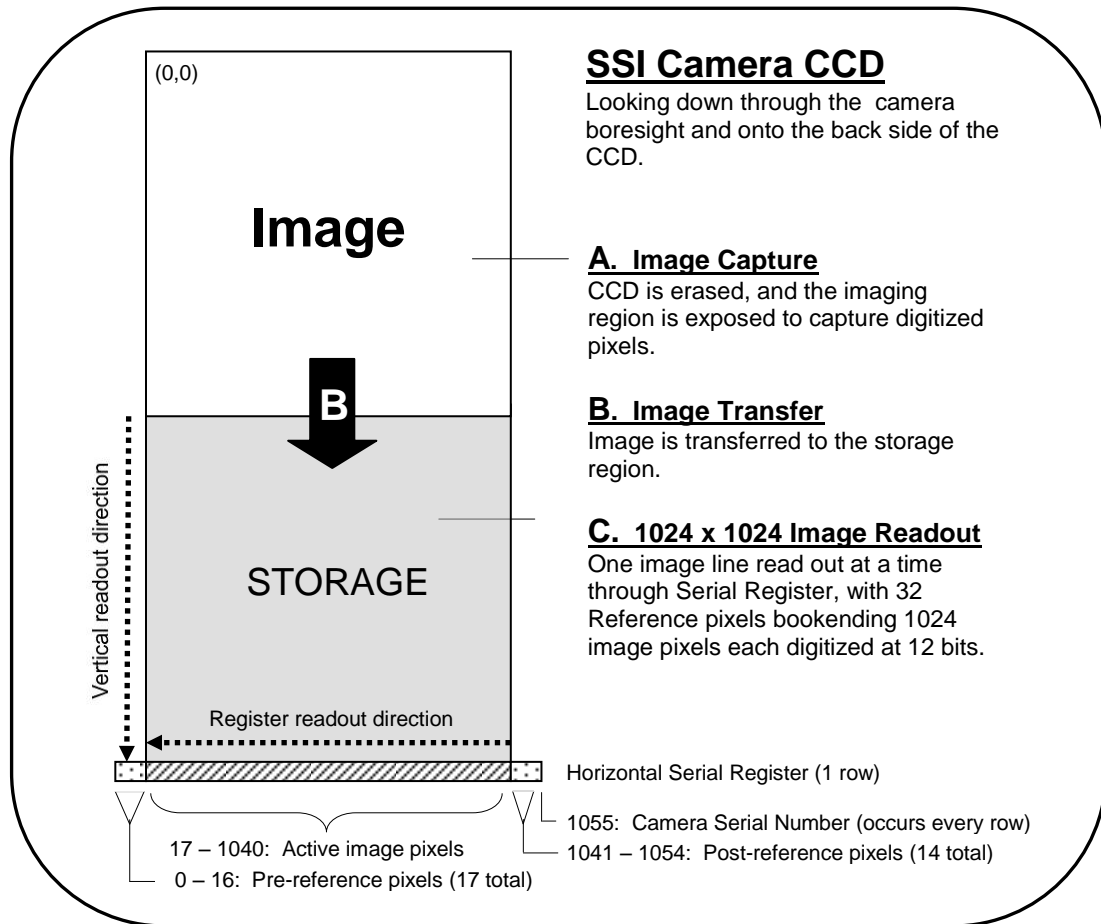 (0,0)
SSI Camera CCD
Looking down through the camera
boresight and onto the back side of the
CCD.
Image
A. Image Capture
CCD is erased, and the imaging
region is exposed to capture digitized
pixels.
B
B. Image Transfer
Image is transferred to the storage
region.
C. 1024 x 1024 Image Readout
One image line read out at a time
through Serial Register, with 32
Reference pixels bookending 1024
image pixels each digitized at 12 bits.
STORAGE
Vertical readout direction
Register readout direction
Horizontal Serial Register (1 row)
1055: Camera Serial Number (occurs every row)
1041 – 1054: Post-reference pixels (14 total)
17 – 1040: Active image pixels
0 – 16: Pre-reference pixels (17 total)